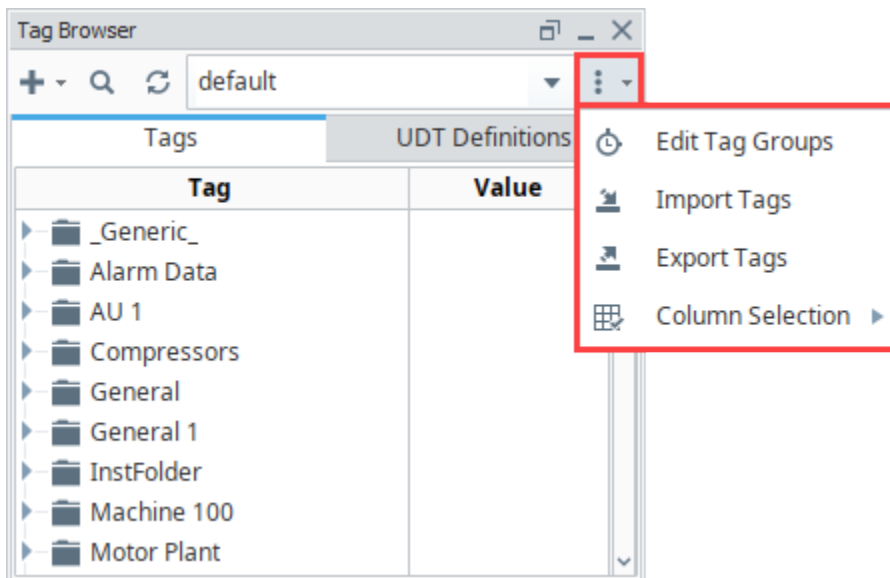 Tag Browser
default
Tags UDT Definitions
Tag Value
_Generic_
Alarm Data
AU 1
Compressors
General
General 1
InstFolder
Machine 100
Motor Plant
Edit Tag Groups
Import Tags
Export Tags
Column Selection